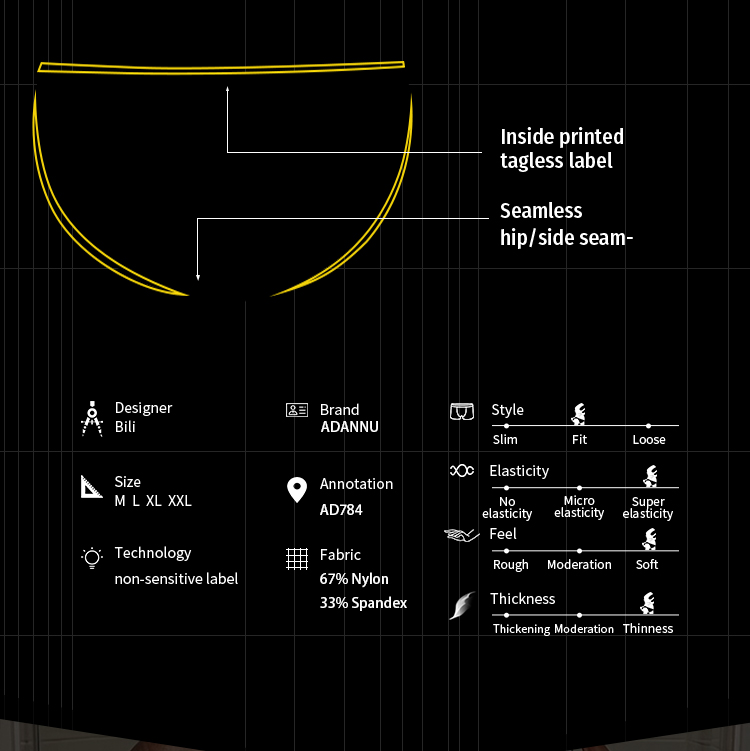 Inside printed
tagless label
Seamless
hip/side seam-
Designer
Bili
Brand
ADANNU
Style
Slim Fit Loose
Size
M L XL XXL
Annotation
AD784
Elasticity
No elasticity
Micro elasticity
Super elasticity
Technology
non-sensitive label
Fabric
67% Nylon
33% Spandex
Feel
Rough Moderation Soft
Thickness
Thickening Moderation Thinness